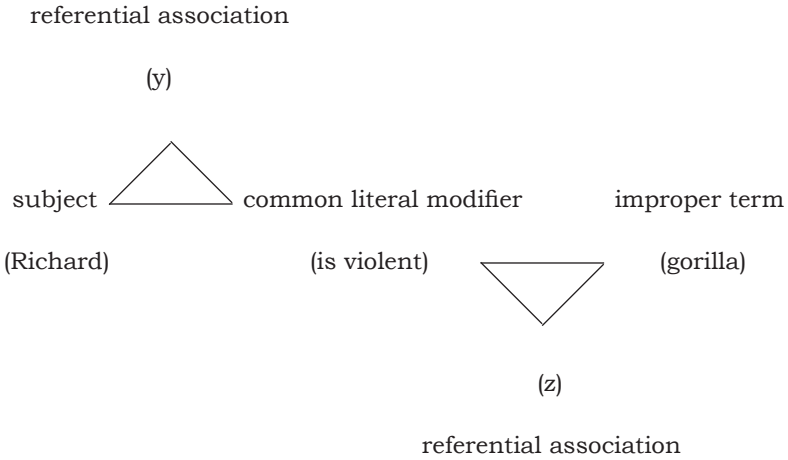 referential association
(y)
subject common literal modifier improper term
(Richard) (is violent) (gorilla)
(z)
referential association